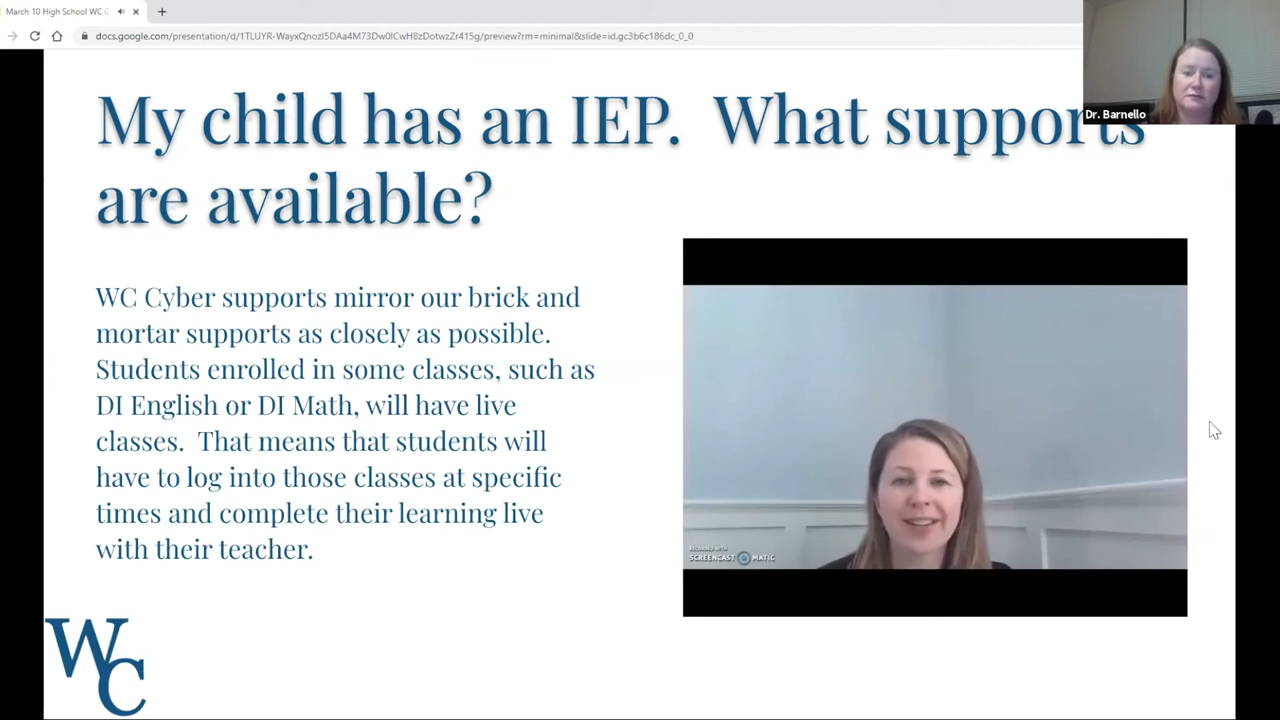 March 10 High School WC C
docs.google.com/presentation/d/1TLUYR-WayxQnozI5DAa4M73Dw0ICwH8zDotwzZr415g/preview?rm=minimal&slide=id.gc3b6c186dc_0_0
Dr. Barnello
My child has an IEP. What supports
are available?
WC Cyber supports mirror our brick and
mortar supports as closely as possible.
Students enrolled in some classes, such as
DI English or DI Math, will have live
classes. That means that students will
have to log into those classes at specific
times and complete their learning live
with their teacher.
RECORDED WITH
SCREENCAST MATIC
WC